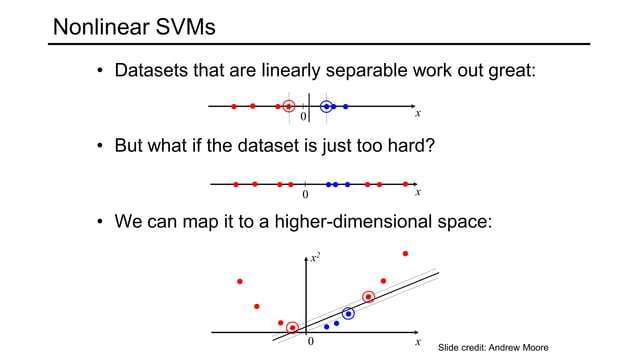 Nonlinear SVMs
• Datasets that are linearly separable work out great:
0 x
• But what if the dataset is just too hard?
0 x
• We can map it to a higher-dimensional space:
x²
0 x
Slide credit: Andrew Moore